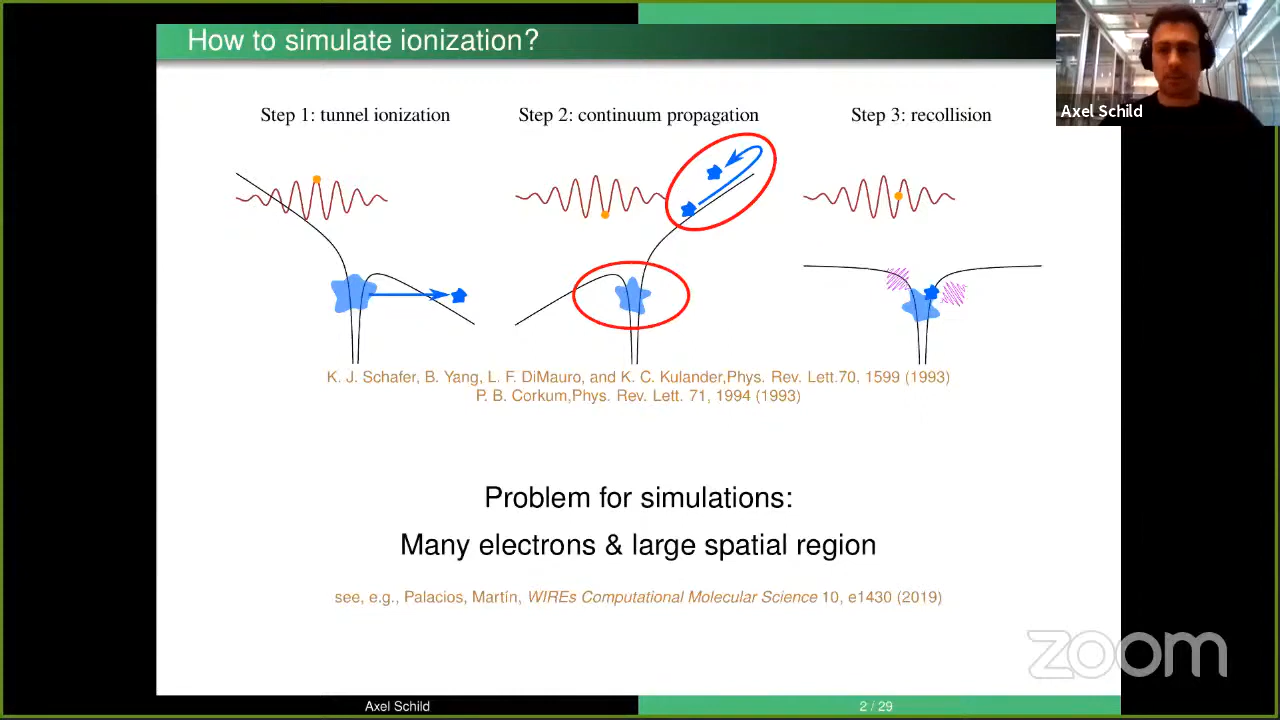 How to simulate ionization?
Axel Schild
Step 1: tunnel ionization
Step 2: continuum propagation
Step 3: recollision
K. J. Schafer, B. Yang, L. F. DiMauro, and K. C. Kulander,Phys. Rev. Lett.70, 1599 (1993)
P. B. Corkum,Phys. Rev. Lett. 71, 1994 (1993)
Problem for simulations:
Many electrons & large spatial region
see, e.g., Palacios, Martín, WIREs Computational Molecular Science 10, e1430 (2019)
zoom
Axel Schild
2 / 29